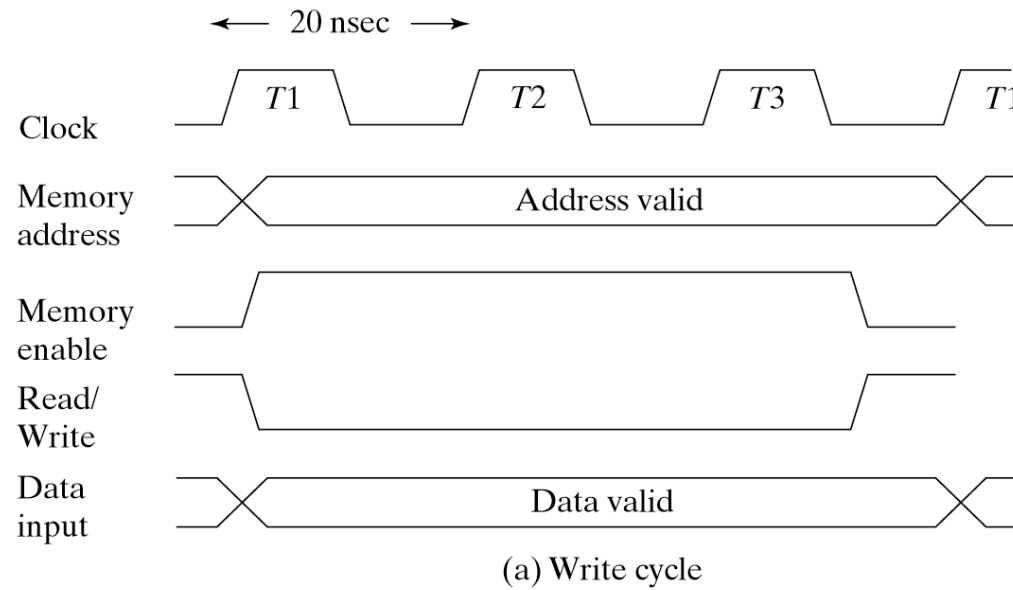 20 nsec
T1 T2 T3 T1
Clock
Memory
address
Address valid
Memory
enable
Read/
Write
Data
input
Data valid
(a) Write cycle